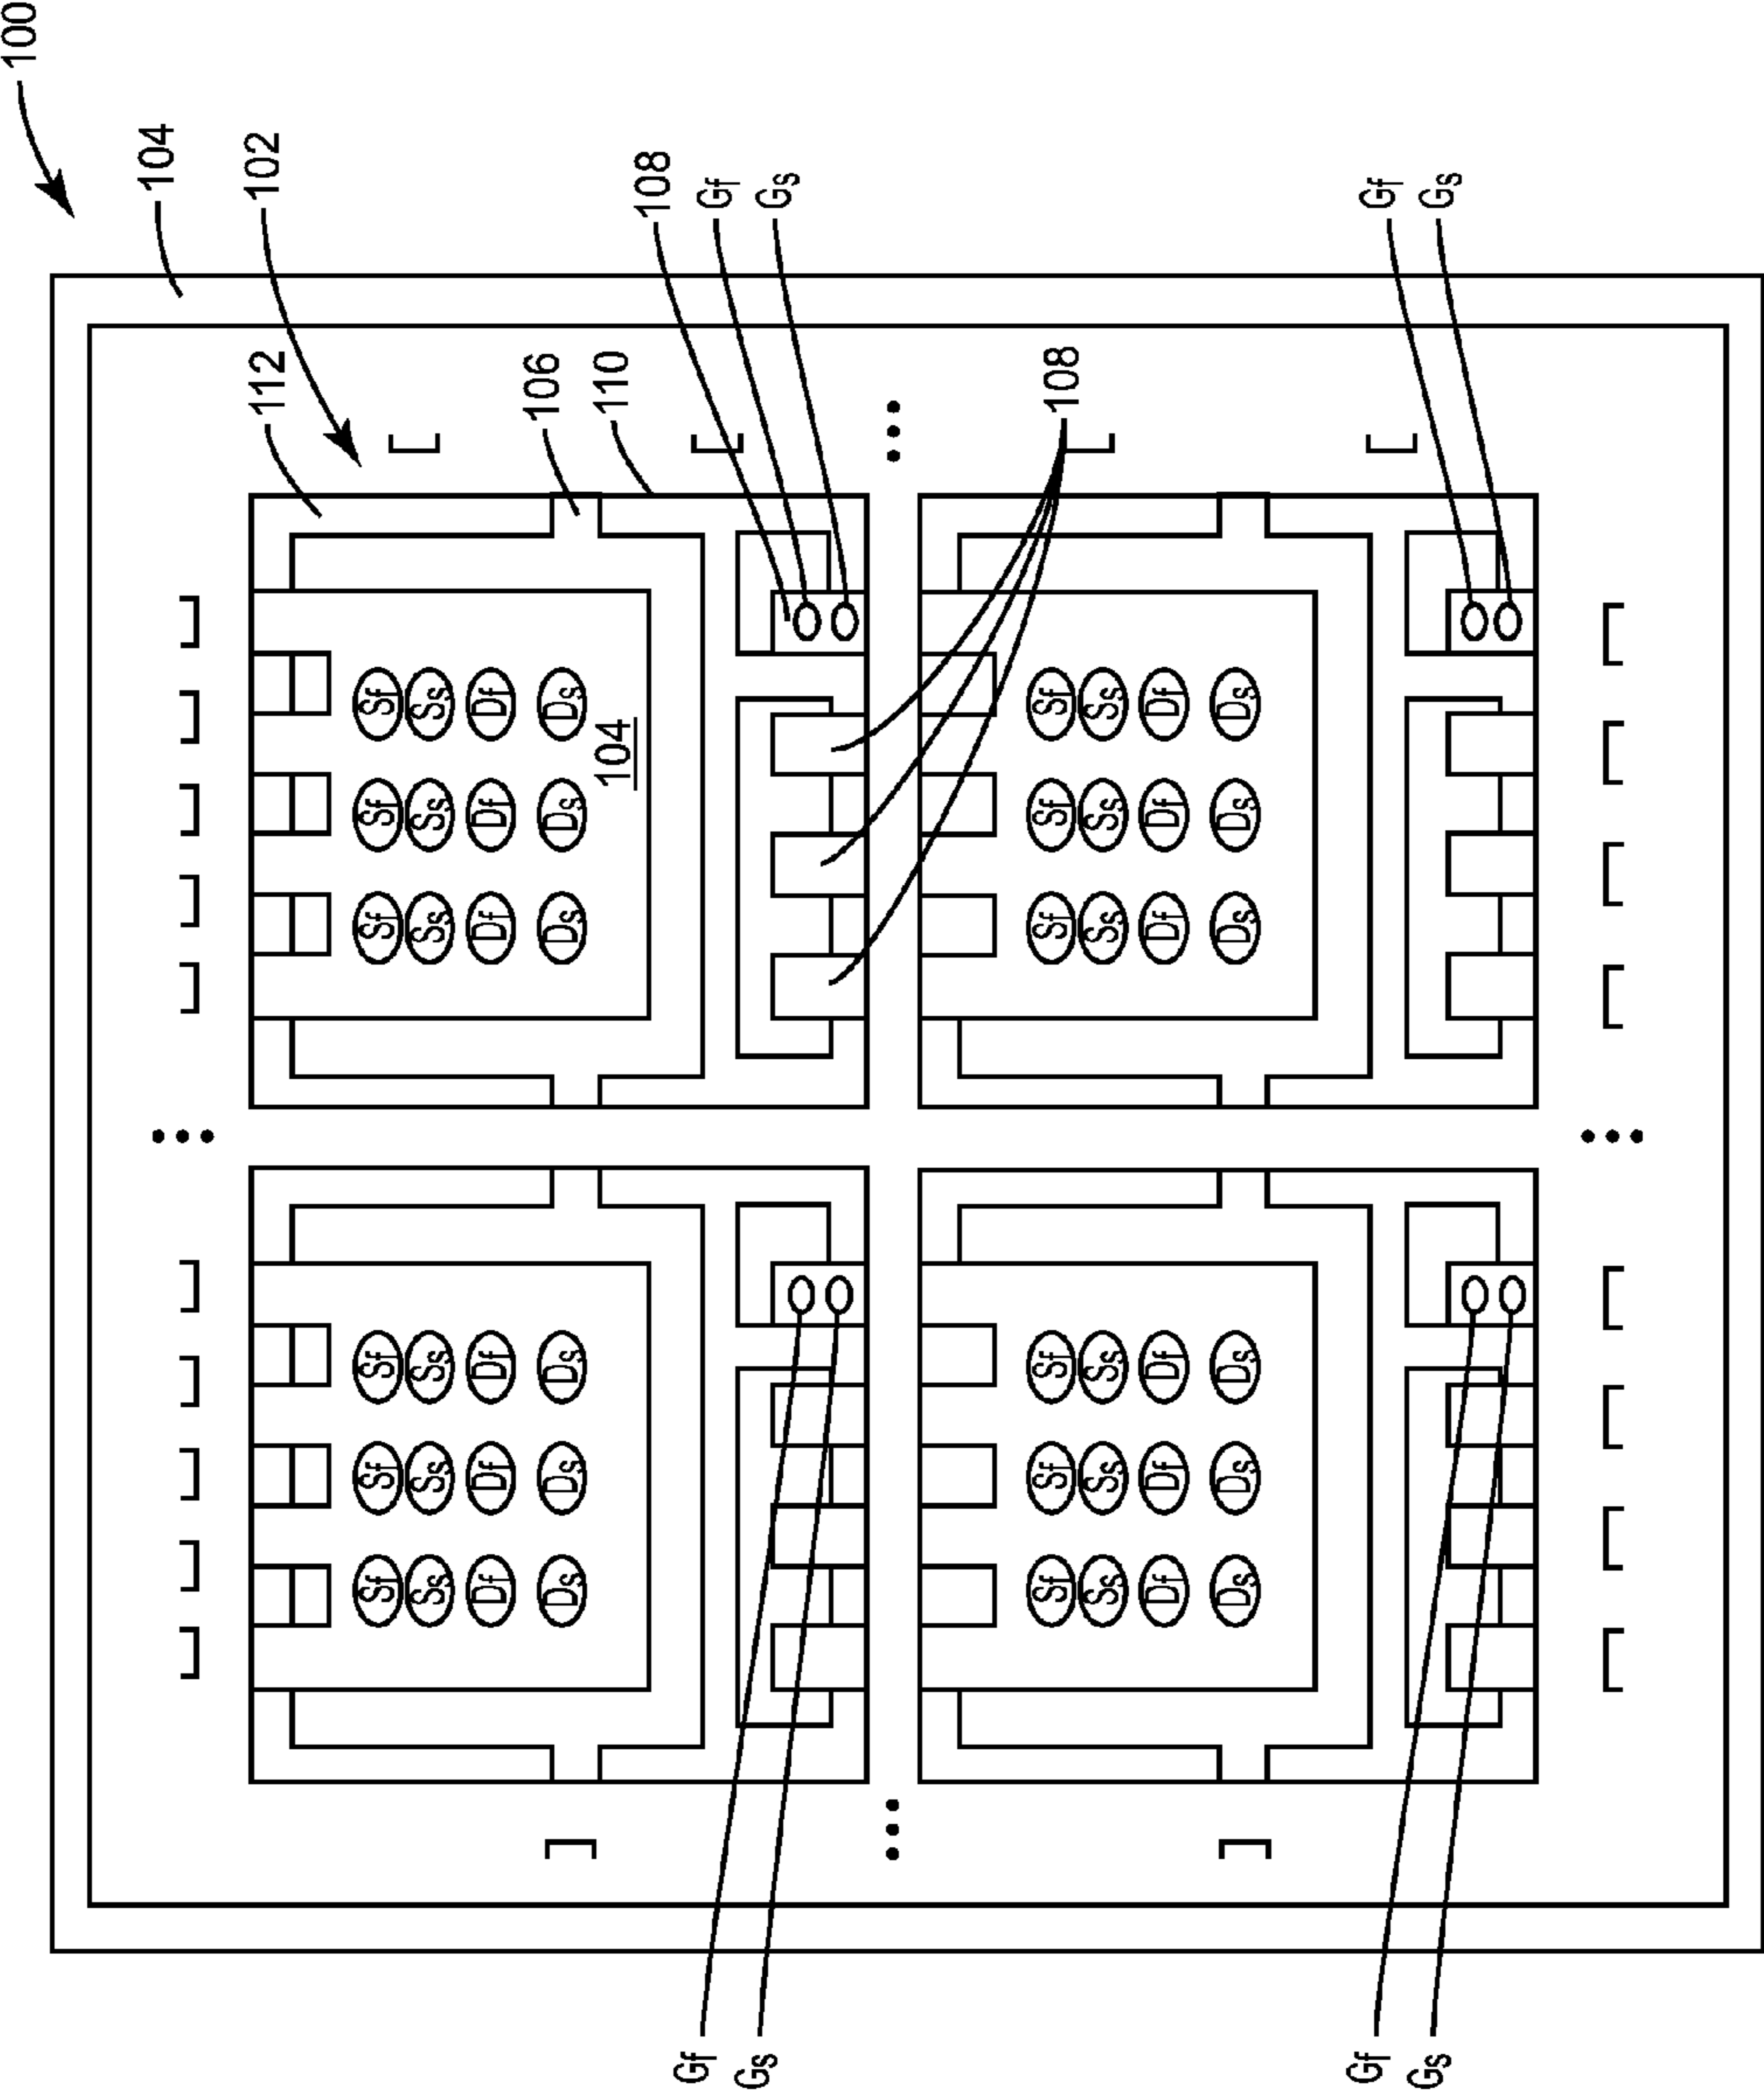 100
104
112 102
Sf Sf Sf Sf Sf Sf
Ss Ss Ss Ss Ss Ss
Df Df Df Df Df Df
106
Ds Ds Ds Ds Ds Ds
104 110
108
Gf Gf
Gs Gs
Sf Sf Sf Sf Sf Sf
108
Ss Ss Ss Ss Ss Ss
Df Df Df Df Df Df
Ds Ds Ds Ds Ds Ds
Gf Gf
Gs Gs